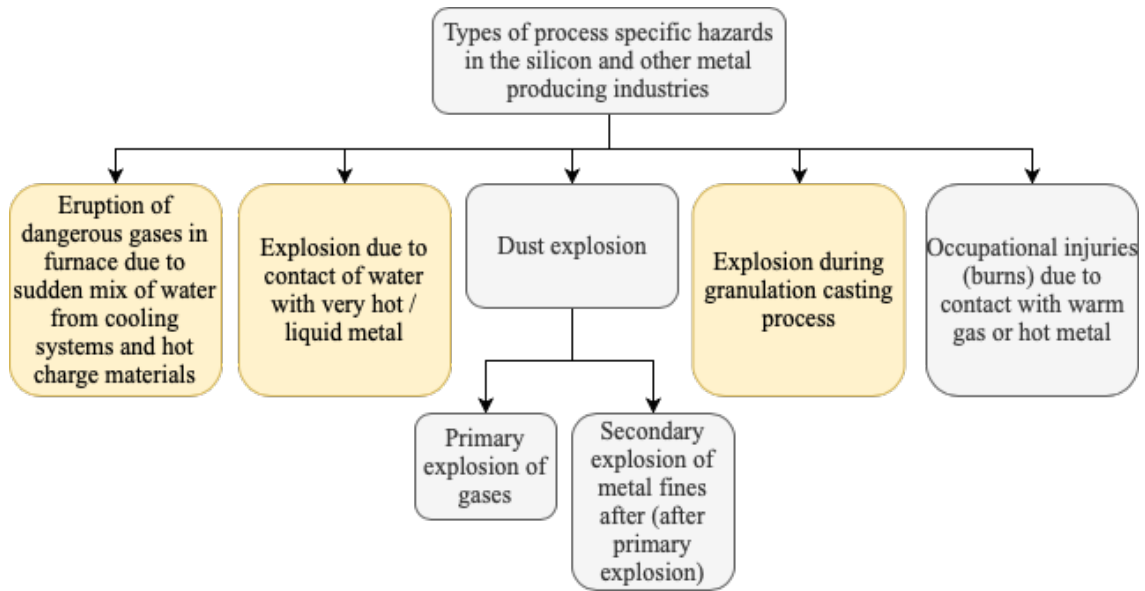 Types of process specific hazards
in the silicon and other metal
producing industries
Eruption of
dangerous gases in
furnace due to
sudden mix of water
from cooling
systems and hot
charge materials
Explosion due to
contact of water
with very hot /
liquid metal
Dust explosion
Explosion during
granulation casting
process
Occupational injuries
(burns) due to
contact with warm
gas or hot metal
Primary
explosion of
gases
Secondary
explosion of
metal fines
after (after
primary
explosion)